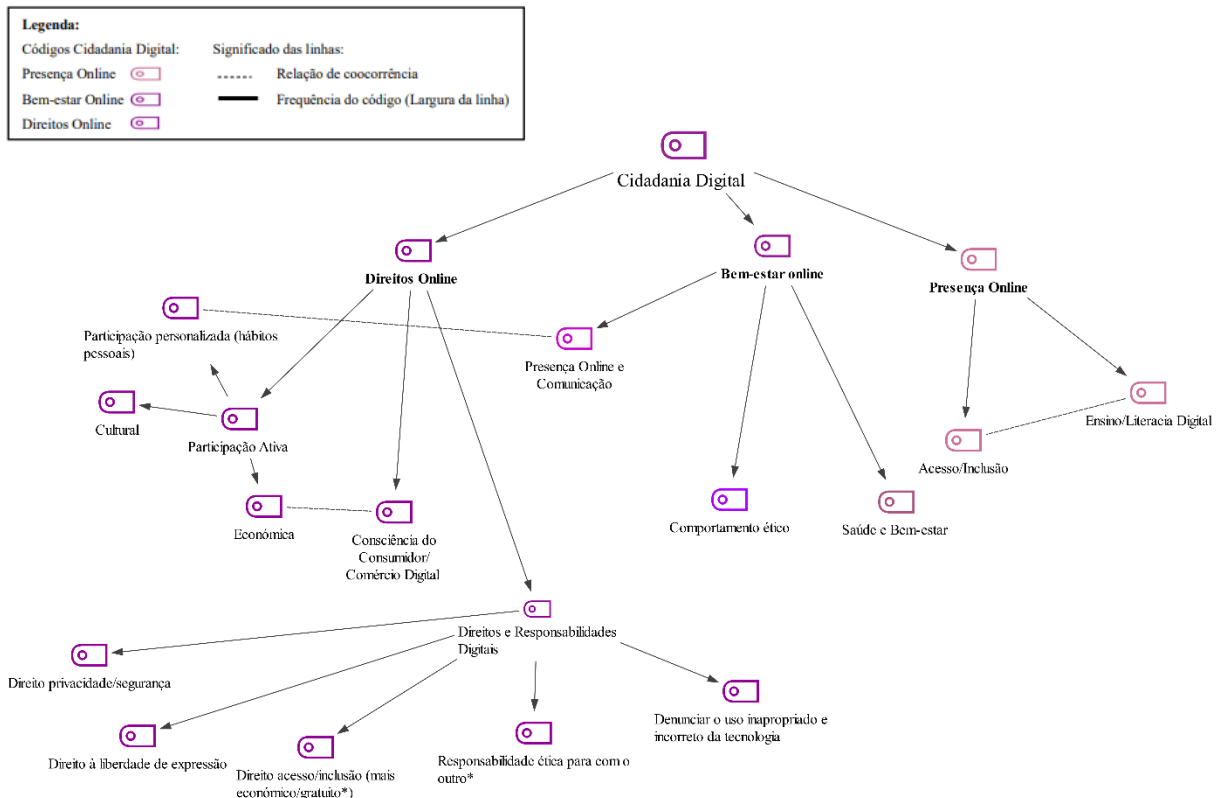 Legenda:
Códigos Cidadania Digital:
Significado das linhas:
Presença Online
Relação de coocorrência
Bem-estar Online
Frequência do código (Largura da linha)
Direitos Online
Cidadania Digital
Direitos Online
Bem-estar online
Presença Online
Participação personalizada (hábitos
pessoais)
Presença Online e
Comunicação
Cultural
Participação Ativa
Ensino/Literacia Digital
Acesso/Inclusão
Económica
Consciência do
Consumidor/
Comércio Digital
Comportamento ético
Saúde e Bem-estar
Direitos e Responsabilidades
Digitais
Direito privacidade/segurança
Denunciar o uso inapropriado e
incorreto da tecnologia
Direito à liberdade de expressão
Direito acesso/inclusão (mais
económico/gratuito*)
Responsabilidade ética para com o
outro*